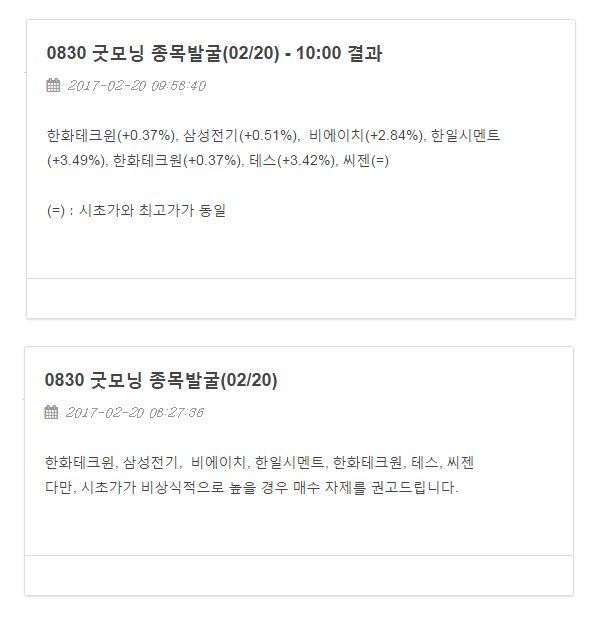 0830 굿모닝 종목발굴(02/20) - 10:00 결과
2017-02-20 09:56:40
한화테크윈(+0.37%), 삼성전기(+0.51%), 비에이치(+2.84%), 한일시멘트
(+3.49%), 한화테크원(+0.37%), 테스(+3.42%), 씨젠(=)
(=) : 시초가와 최고가가 동일
0830 굿모닝 종목발굴(02/20)
2017-02-20 06:27:36
한화테크윈, 삼성전기, 비에이치, 한일시멘트, 한화테크원, 테스, 씨젠
다만, 시초가가 비상식적으로 높을 경우 매수 자제를 권고드립니다.